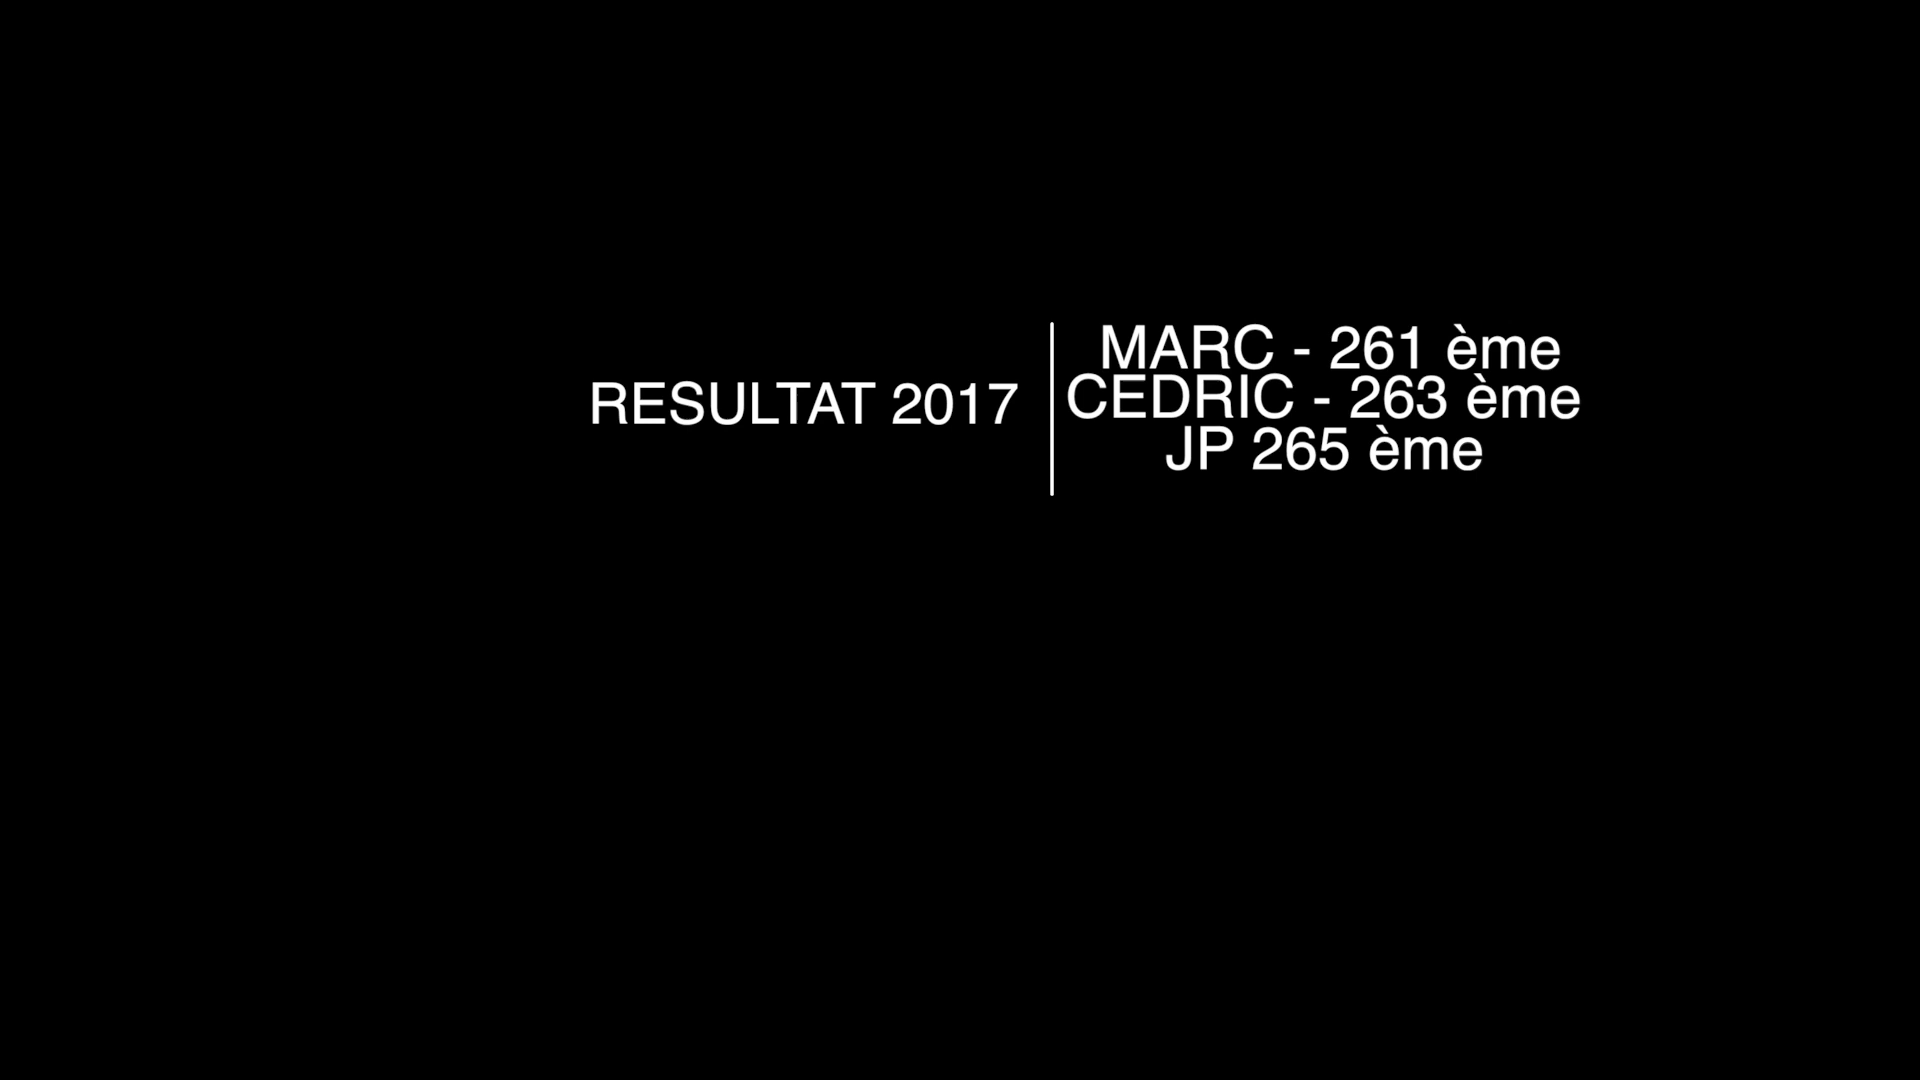 RESULTAT 2017
MARC - 261 ème
CEDRIC - 263 ème
JP 265 ème